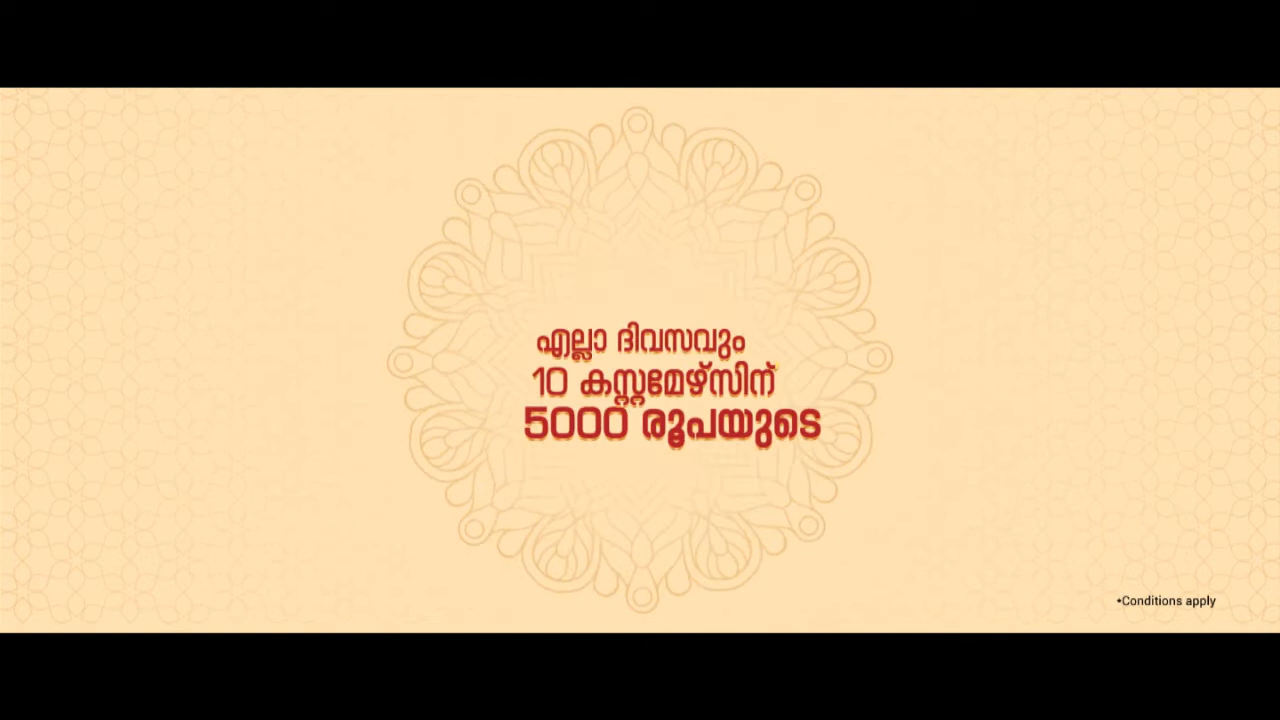 എല്ലാ ദിവസവും
10 കസ്റ്റമേഴ്സിന്
5000 രൂപയുടെ
*Conditions apply